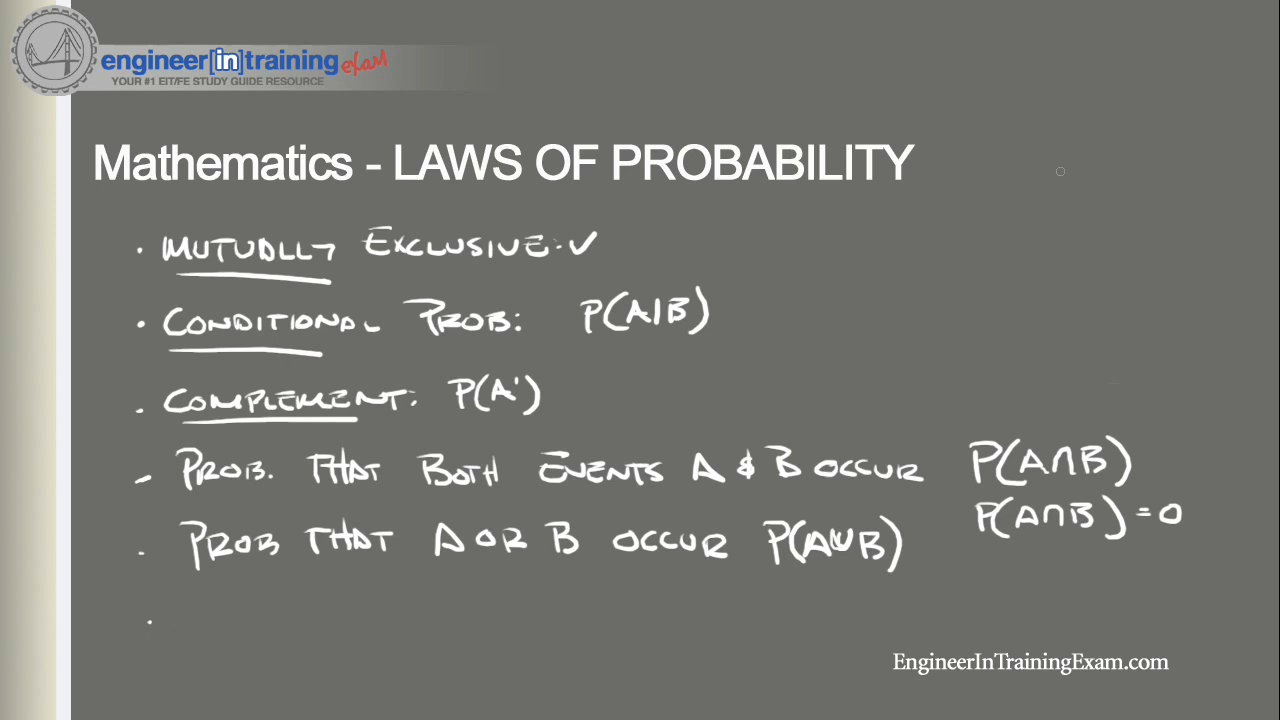 engineer[in]training exam
YOUR #1 EIT/FE STUDY GUIDE RESOURCE
Mathematics - LAWS OF PROBABILITY
· MUTUALLY EXCLUSIVE: ✓
· CONDITIONAL PROB: P(A|B)
· COMPLEMENT: P(A')
- PROB. THAT BOTH EVENTS A & B OCCUR P(A∩B)
P(A∩B) = 0
· PROB THAT A OR B OCCUR P(A∪B)
·
EngineerInTrainingExam.com